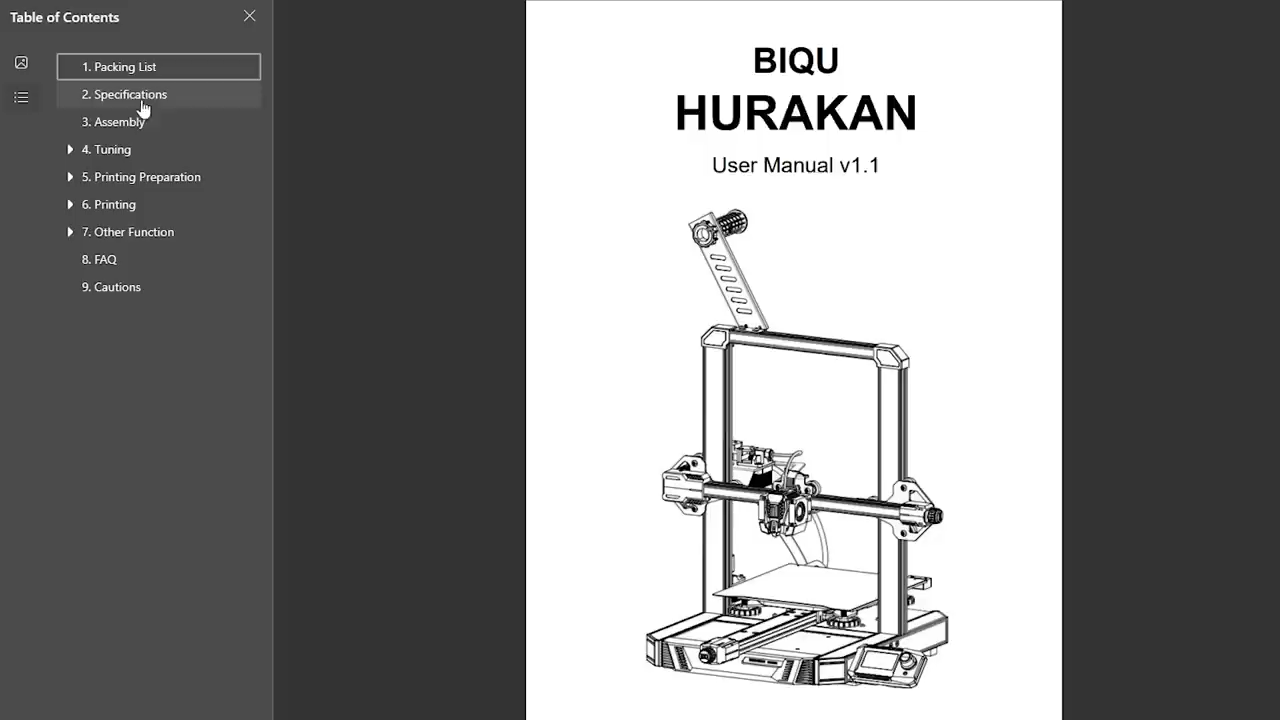 Table of Contents
1. Packing List
2. Specifications
3. Assembly
4. Tuning
5. Printing Preparation
6. Printing
7. Other Function
8. FAQ
9. Cautions
BIQU
HURAKAN
User Manual v1.1